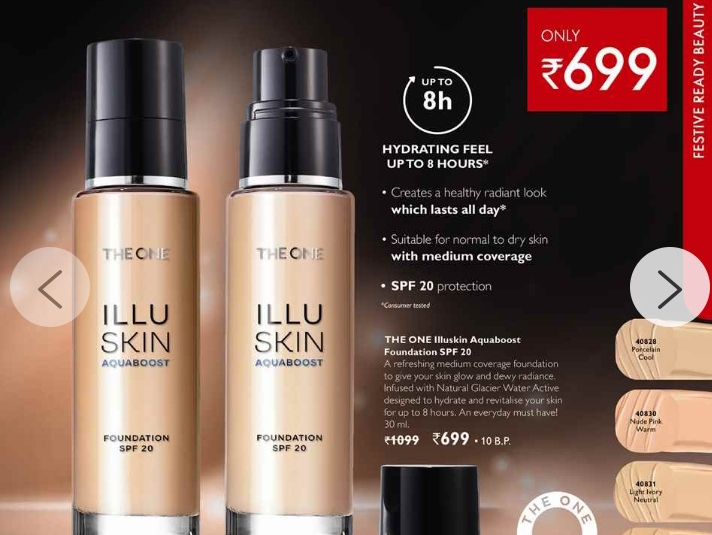 ONLY
₹699
FESTIVE READY BEAUTY
UP TO
8h
HYDRATING FEEL
UP TO 8 HOURS*
• Creates a healthy radiant look
which lasts all day*
• Suitable for normal to dry skin
with medium coverage
• SPF 20 protection
*Consumer tested
THE ONE
ILLU
SKIN
AQUABOOST
FOUNDATION
SPF 20
THE ONE
ILLU
SKIN
AQUABOOST
FOUNDATION
SPF 20
THE ONE Illuskin Aquaboost
Foundation SPF 20
A refreshing medium coverage foundation
to give your skin glow and dewy radiance.
Infused with Natural Glacier Water Active
designed to hydrate and revitalise your skin
for up to 8 hours. An everyday must have!
30 ml.
₹1099 ₹699 • 10 B.P.
40828
Porcelain
Cool
40830
Nude Pink
Warm
40831
Light Ivory
Neutral
THE ONE